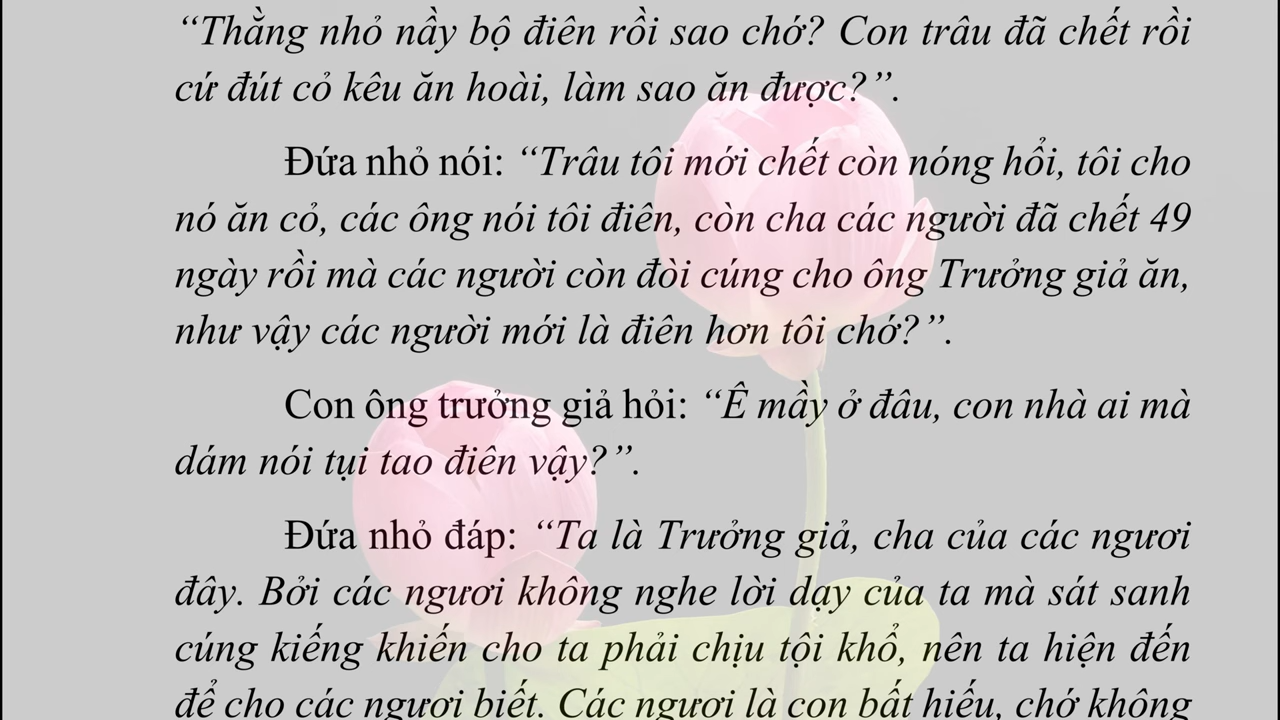 “Thằng nhỏ nầy bộ điên rồi sao chớ? Con trâu đã chết rồi
cứ đút cỏ kêu ăn hoài, làm sao ăn được?”.
Đứa nhỏ nói: “Trâu tôi mới chết còn nóng hổi, tôi cho
nó ăn cỏ, các ông nói tôi điên, còn cha các người đã chết 49
ngày rồi mà các người còn đòi cúng cho ông Trưởng giả ăn,
như vậy các người mới là điên hơn tôi chớ?”.
Con ông trưởng giả hỏi: “Ê mầy ở đâu, con nhà ai mà
dám nói tụi tao điên vậy?”.
Đứa nhỏ đáp: “Ta là Trưởng giả, cha của các ngươi
đây. Bởi các ngươi không nghe lời dạy của ta mà sát sanh
cúng kiếng khiến cho ta phải chịu tội khổ, nên ta hiện đến
để cho các ngươi biết. Các ngươi là con bất hiếu, chớ không